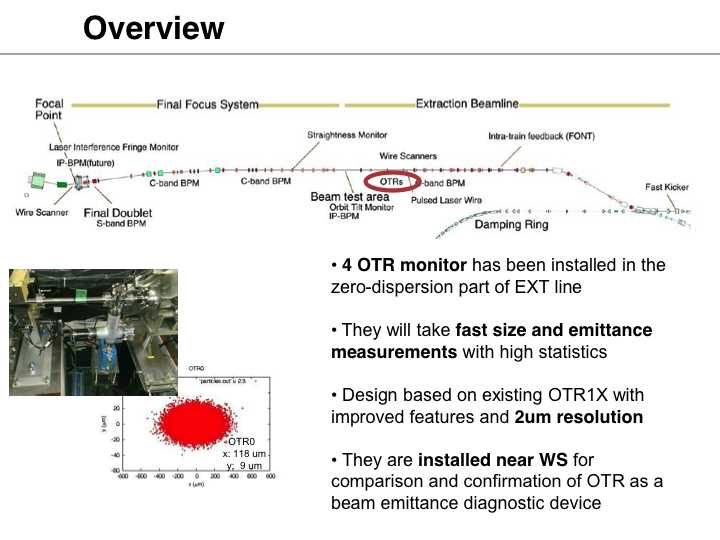 Overview
Focal
Point
Final Focus System
Extraction Beamline
Laser Interference Fringe Monitor
IP-BPM(future)
Straightness Monitor
Intra-train feedback (FONT)
Wire Scanners
C-band BPM
C-band BPM
OTRs
C-band BPM
Wire Scanner
Final Doublet
S-band BPM
Beam test area
Orbit Tilt Monitor
IP-BPM
Pulsed Laser Wire
Fast Kicker
Damping Ring
• 4 OTR monitor has been installed in the
zero-dispersion part of EXT line
• They will take fast size and emittance
measurements with high statistics
• Design based on existing OTR1X with
improved features and 2um resolution
• They are installed near WS for
comparison and confirmation of OTR as a
beam emittance diagnostic device
OTR0
20
0
-20
-40
-60
y (μm)
OTR0
x: 118 um
y; 9 um
-800 -600 -400 -200 0 200 400 600 800
x (μm)